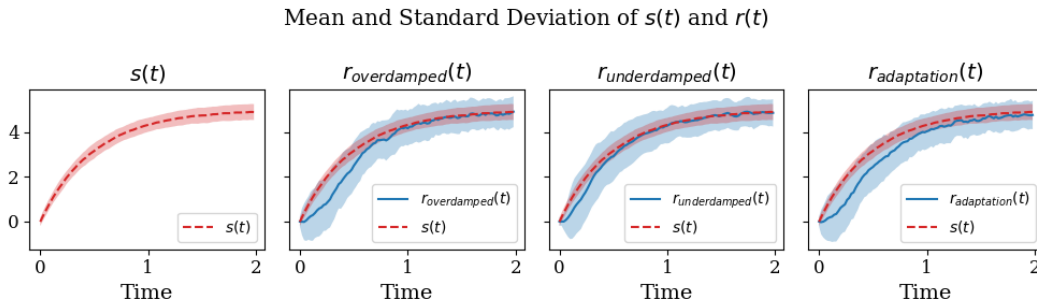 Mean and Standard Deviation of s(t) and r(t)
s(t)
r_overdamped(t)
r_underdamped(t)
r_adaptation(t)
4
2
0
s(t)
r_overdamped(t)
s(t)
r_underdamped(t)
s(t)
r_adaptation(t)
s(t)
0 1 2
0 1 2
0 1 2
0 1 2
Time
Time
Time
Time